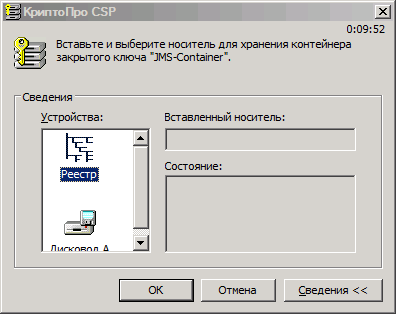 КриптоПро CSP
0:09:52
Вставьте и выберите носитель для хранения контейнера
закрытого ключа "JMS-Container".
Сведения
Устройства:
Вставленный носитель:
Реестр
Состояние:
Дисковод A
OK
Отмена
Сведения <<